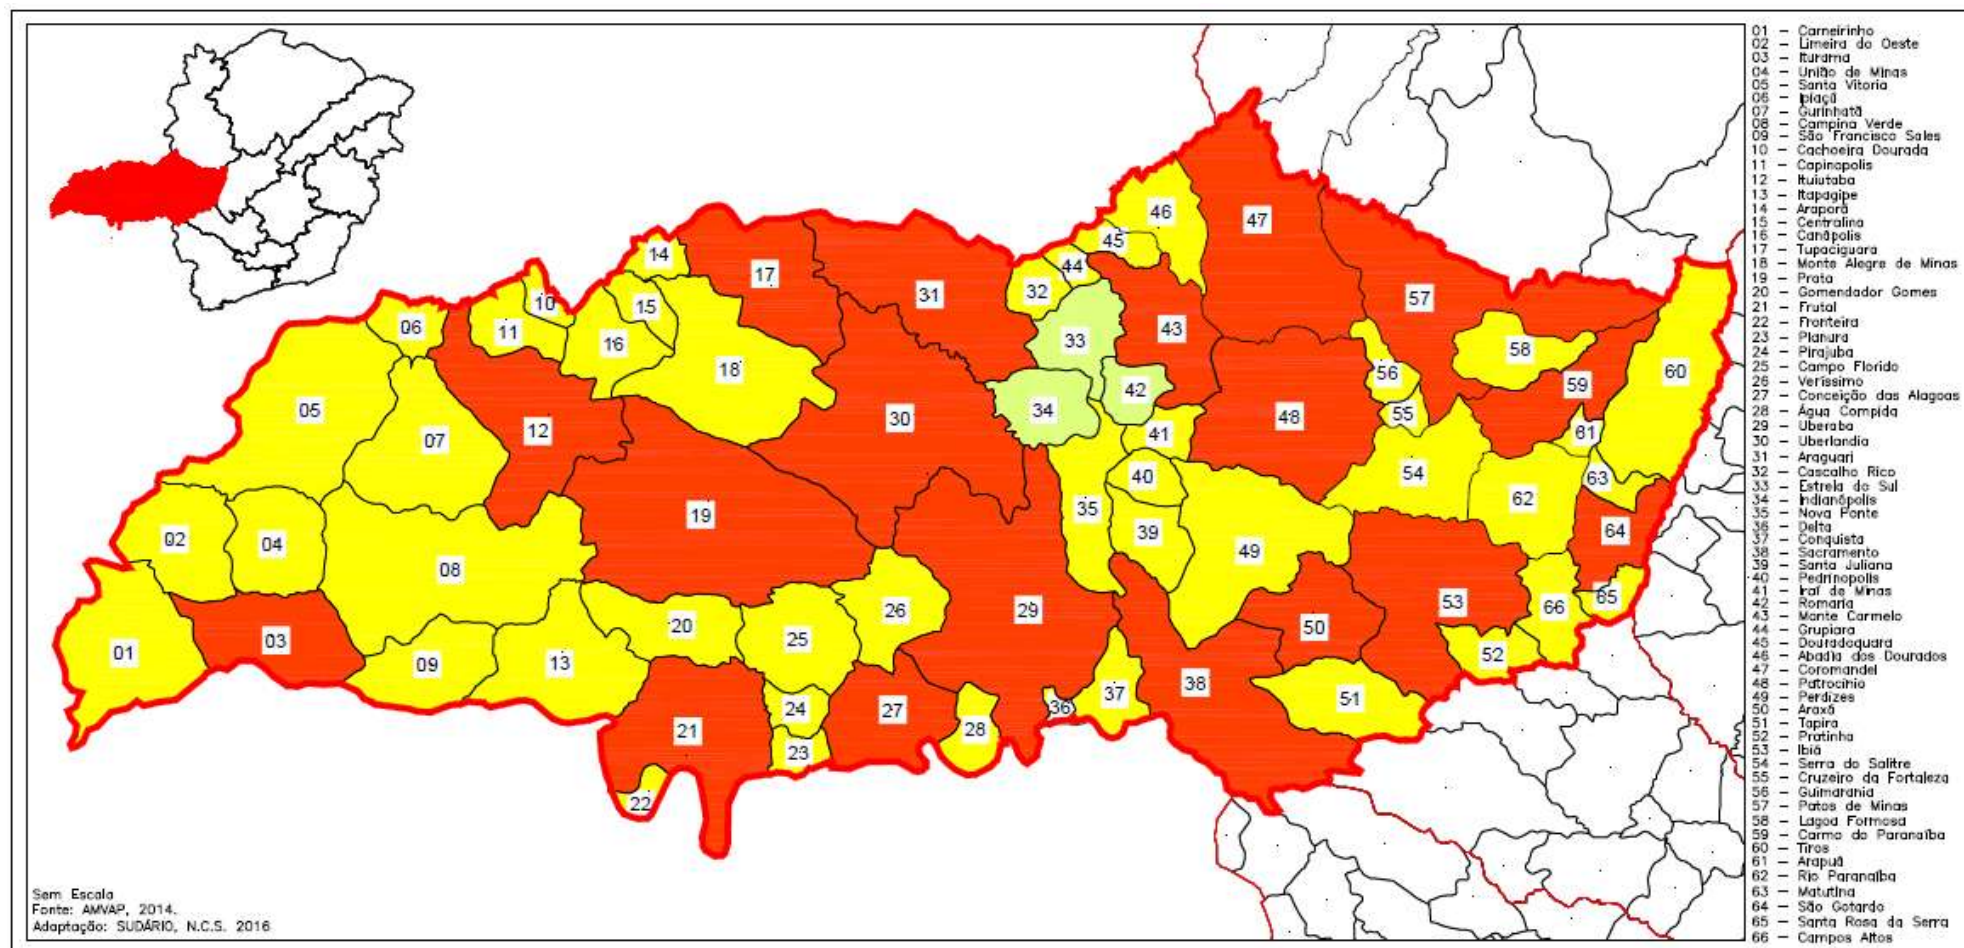 01 - Carneirinho
02 - Limeira do Oeste
03 - Iturama
04 - União de Minas
05 - Santa Vitoria
06 - Ipiaçū
07 - Gurinhatã
08 - Campina Verde
09 - São Francisco Sales
10 - Cachoeira Dourada
11 - Capinopolis
12 - Ituiutaba
13 - Itapagipe
14 - Araporã
15 - Centralina
16 - Canápolis
17 - Tupaciguara
18 - Monte Alegre de Minas
19 - Prata
20 - Gomendador Gomes
21 - Frutal
22 - Fronteira
23 - Planura
24 - Pirajuba
25 - Campo Florido
26 - Veríssimo
27 - Conceição das Alagoas
28 - Água Compida
29 - Uberaba
30 - Uberlandia
31 - Araguari
32 - Cascalho Rico
33 - Estrela do Sul
34 - Indianópolis
35 - Nova Ponte
36 - Delta
37 - Conquista
38 - Sacramento
39 - Santa Juliana
40 - Pedrinopolis
41 - Iraí de Minas
42 - Romaria
43 - Monte Carmelo
44 - Grupiara
45 - Douradoquara
46 - Abadia dos Dourados
47 - Coromandel
48 - Patrocínio
49 - Perdizes
50 - Araxá
51 - Tapira
52 - Pratinha
53 - Ibiá
54 - Serra do Salitre
55 - Cruzeiro da Fortaleza
56 - Guimarania
57 - Patos de Minas
58 - Lagoa Formosa
59 - Carmo do Paranaíba
60 - Tiros
61 - Arapuá
62 - Rio Paranaíba
63 - Matutina
64 - São Gotardo
65 - Santa Rosa da Serra
66 - Campos Altos
47
46
45
14
17
44
31
32
10
57
15
06
11
43
33
16
58
18
60
56
59
42
05
34
55
30
12
48
61
41
07
54
40
63
62
35
19
64
39
02
04
49
08
65
53
26
29
66
50
20
25
03
01
52
13
09
38
37
51
36
24
27
21
28
23
22
Sem Escala
Fonte: AMVAP, 2014.
Adaptação: SUDÁRIO, N.C.S. 2016